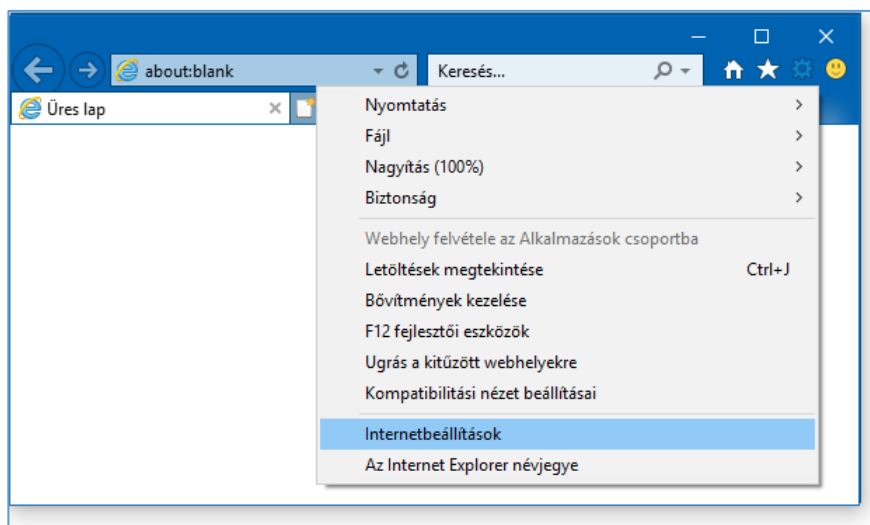 about:blank
Keresés...
Üres lap
Nyomtatás
Fájl
Nagyítás (100%)
Biztonság
Webhely felvétele az Alkalmazások csoportba
Letöltések megtekintése Ctrl+J
Bővítmények kezelése
F12 fejlesztői eszközök
Ugrás a kitűzött webhelyekre
Kompatibilitási nézet beállításai
Internetbeállítások
Az Internet Explorer névjegye